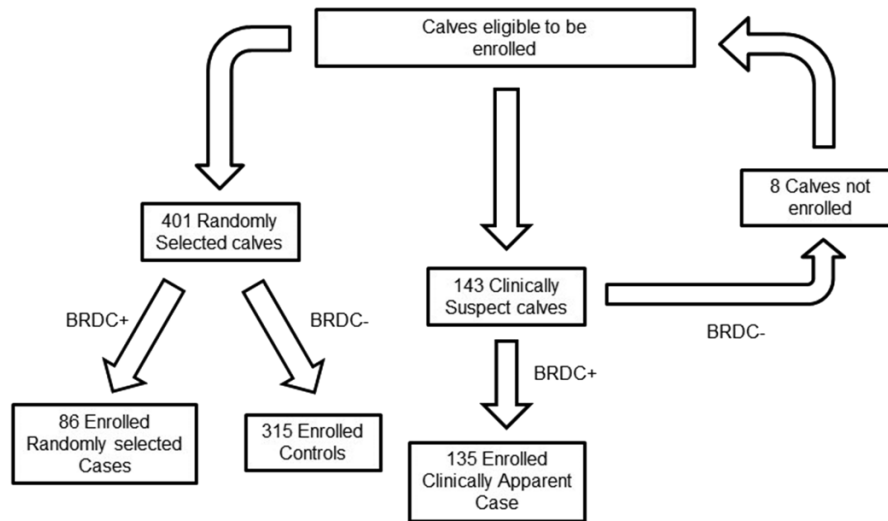 Calves eligible to be
enrolled
8 Calves not
enrolled
401 Randomly
Selected calves
143 Clinically
Suspect calves
BRDC+
BRDC-
BRDC-
BRDC+
86 Enrolled
Randomly selected
Cases
315 Enrolled
Controls
135 Enrolled
Clinically Apparent
Case